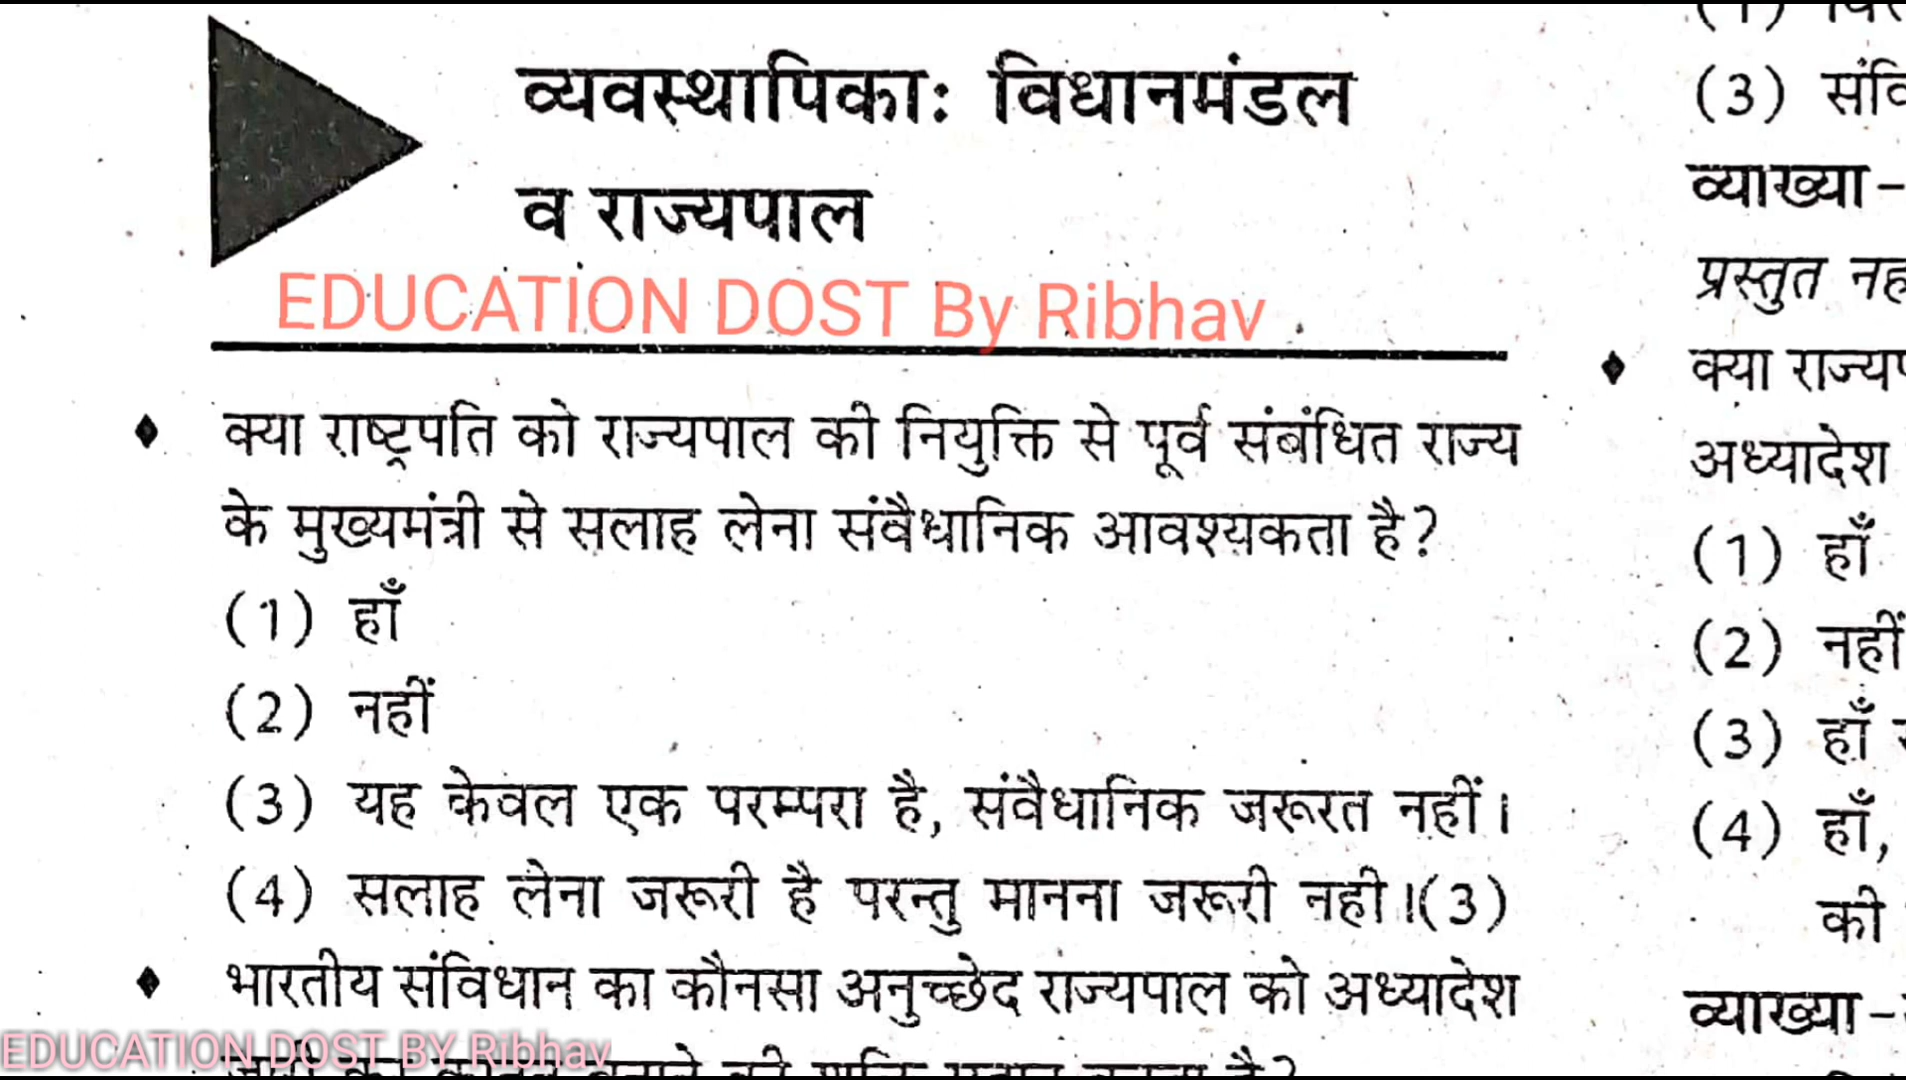 व्यवस्थापिकाः विधानमंडल
व राज्यपाल
EDUCATION DOST By Ribhav
♦ क्या राष्ट्रपति को राज्यपाल की नियुक्ति से पूर्व संबंधित राज्य
के मुख्यमंत्री से सलाह लेना संवैधानिक आवश्यकता है?
(1) हाँ
(2) नहीं
(3) यह केवल एक परम्परा है, संवैधानिक जरूरत नहीं।
(4) सलाह लेना जरूरी है परन्तु मानना जरूरी नही।(3)
♦ भारतीय संविधान का कौनसा अनुच्छेद राज्यपाल को अध्यादेश
EDUCATION DOST BY Ribhav
(3)
व्याख्या-
प्रस्तुत
♦ क्या
अध्यादेश
(1) हाँ
(2) नहीं
(3) हाँ
(4) हाँ,
की
व्याख्या-